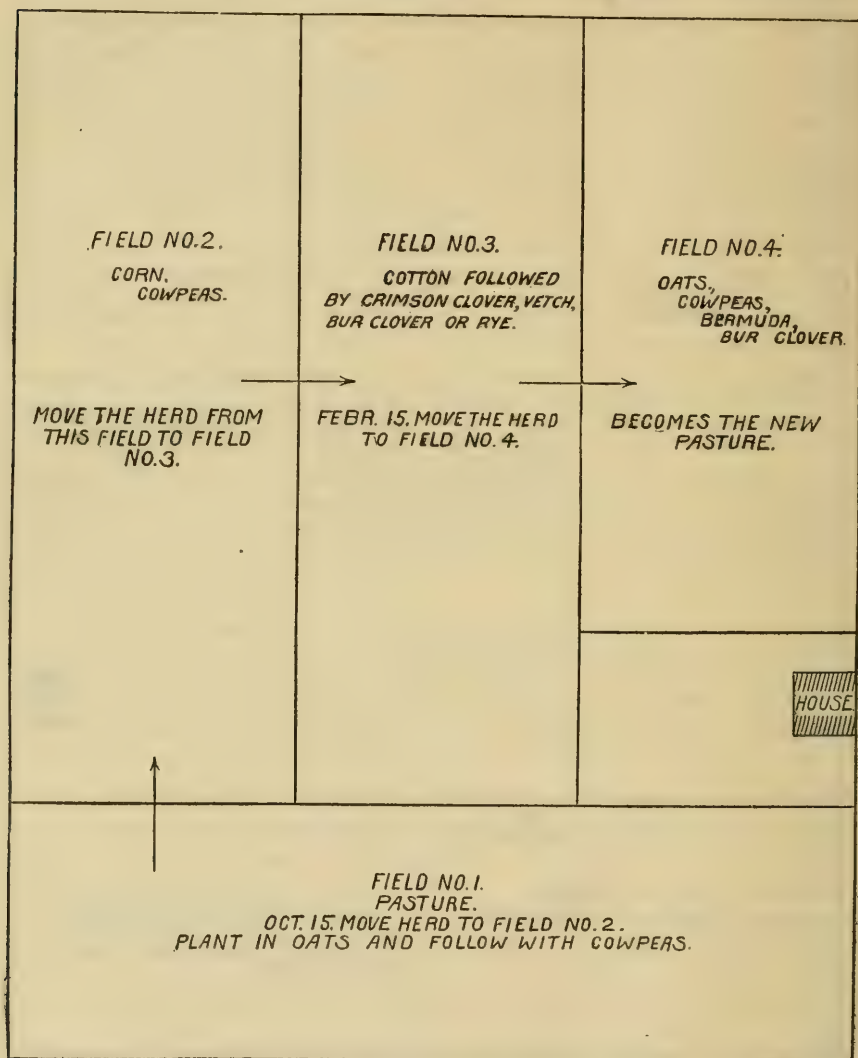 FIELD NO.2.
CORN.
COWPEAS.
MOVE THE HERD FROM
THIS FIELD TO FIELD
NO.3.
FIELD NO.3.
COTTON FOLLOWED
BY CRIMSON CLOVER, VETCH,
BUR CLOVER OR RYE.
FEBR. 15. MOVE THE HERD
TO FIELD NO. 4.
FIELD NO.4.
OATS,
COWPEAS,
BERMUDA,
BUR CLOVER.
BECOMES THE NEW
PASTURE.
HOUSE
FIELD NO.1.
PASTURE.
OCT. 15. MOVE HERD TO FIELD NO.2.
PLANT IN OATS AND FOLLOW WITH COWPEAS.